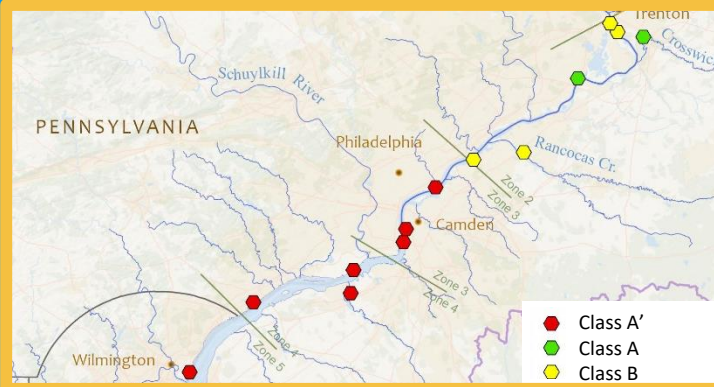 Trenton
Crosswic
Schuylkill River
PENNSYLVANIA
Philadelphia
Rancocas Cr.
Zone 2
Zone 3
Camden
Zone 3
Zone 4
Zone 4
Zone 5
Wilmington
Class A’
Class A
Class B